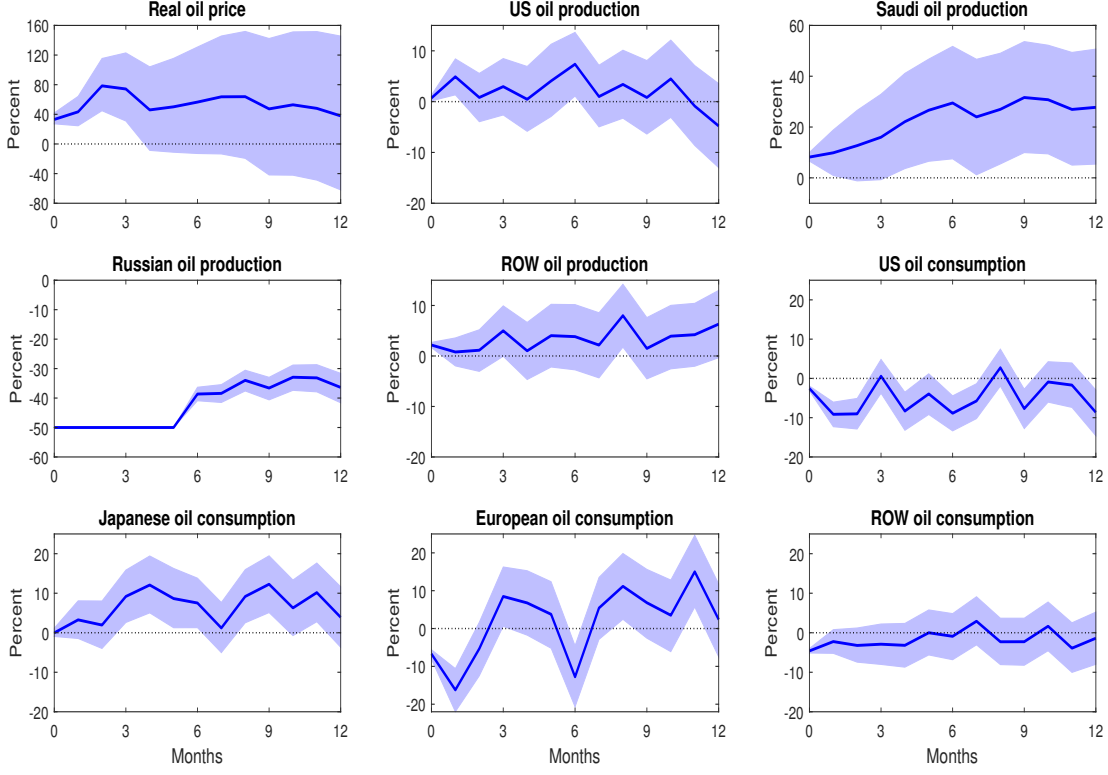 Real oil price
US oil production
Saudi oil production
160
120
80
40
0
-40
-80
Percent
0 3 6 9 12
10
0
-10
-20
Percent
0 3 6 9 12
60
40
20
0
Percent
0 3 6 9 12
Russian oil production
ROW oil production
US oil consumption
0
-10
-20
-30
-40
-50
-60
Percent
0 3 6 9 12
10
0
-10
-20
Percent
0 3 6 9 12
20
10
0
-10
-20
Percent
0 3 6 9 12
Japanese oil consumption
European oil consumption
ROW oil consumption
20
10
0
-10
-20
Percent
0 3 6 9 12
Months
20
10
0
-10
-20
Percent
0 3 6 9 12
Months
20
10
0
-10
-20
Percent
0 3 6 9 12
Months